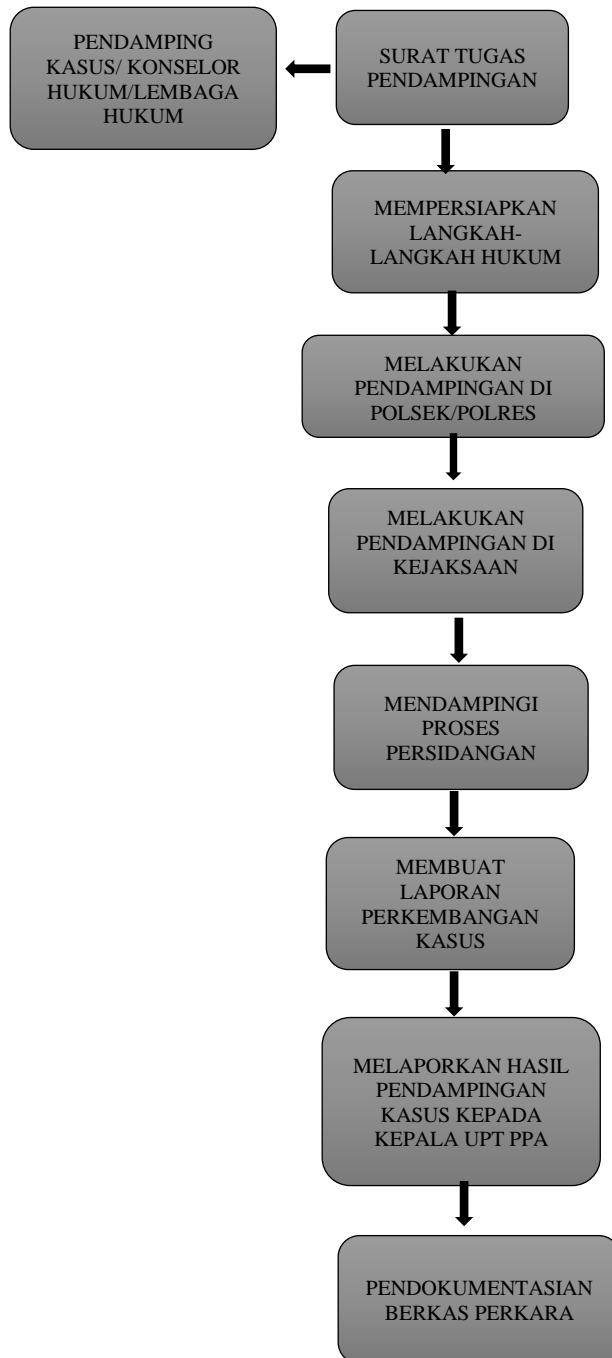 PENDAMPING
KASUS/ KONSELOR
HUKUM/LEMBAGA
HUKUM
SURAT TUGAS
PENDAMPINGAN
MEMPERSIAPKAN
LANGKAH-
LANGKAH HUKUM
MELAKUKAN
PENDAMPINGAN DI
POLSEK/POLRES
MELAKUKAN
PENDAMPINGAN DI
KEJAKSAAN
MENDAMPINGI
PROSES
PERSIDANGAN
MEMBUAT
LAPORAN
PERKEMBANGAN
KASUS
MELAPORKAN HASIL
PENDAMPINGAN
KASUS KEPADA
KEPALA UPT PPA
PENDOKUMENTASIAN
BERKAS PERKARA